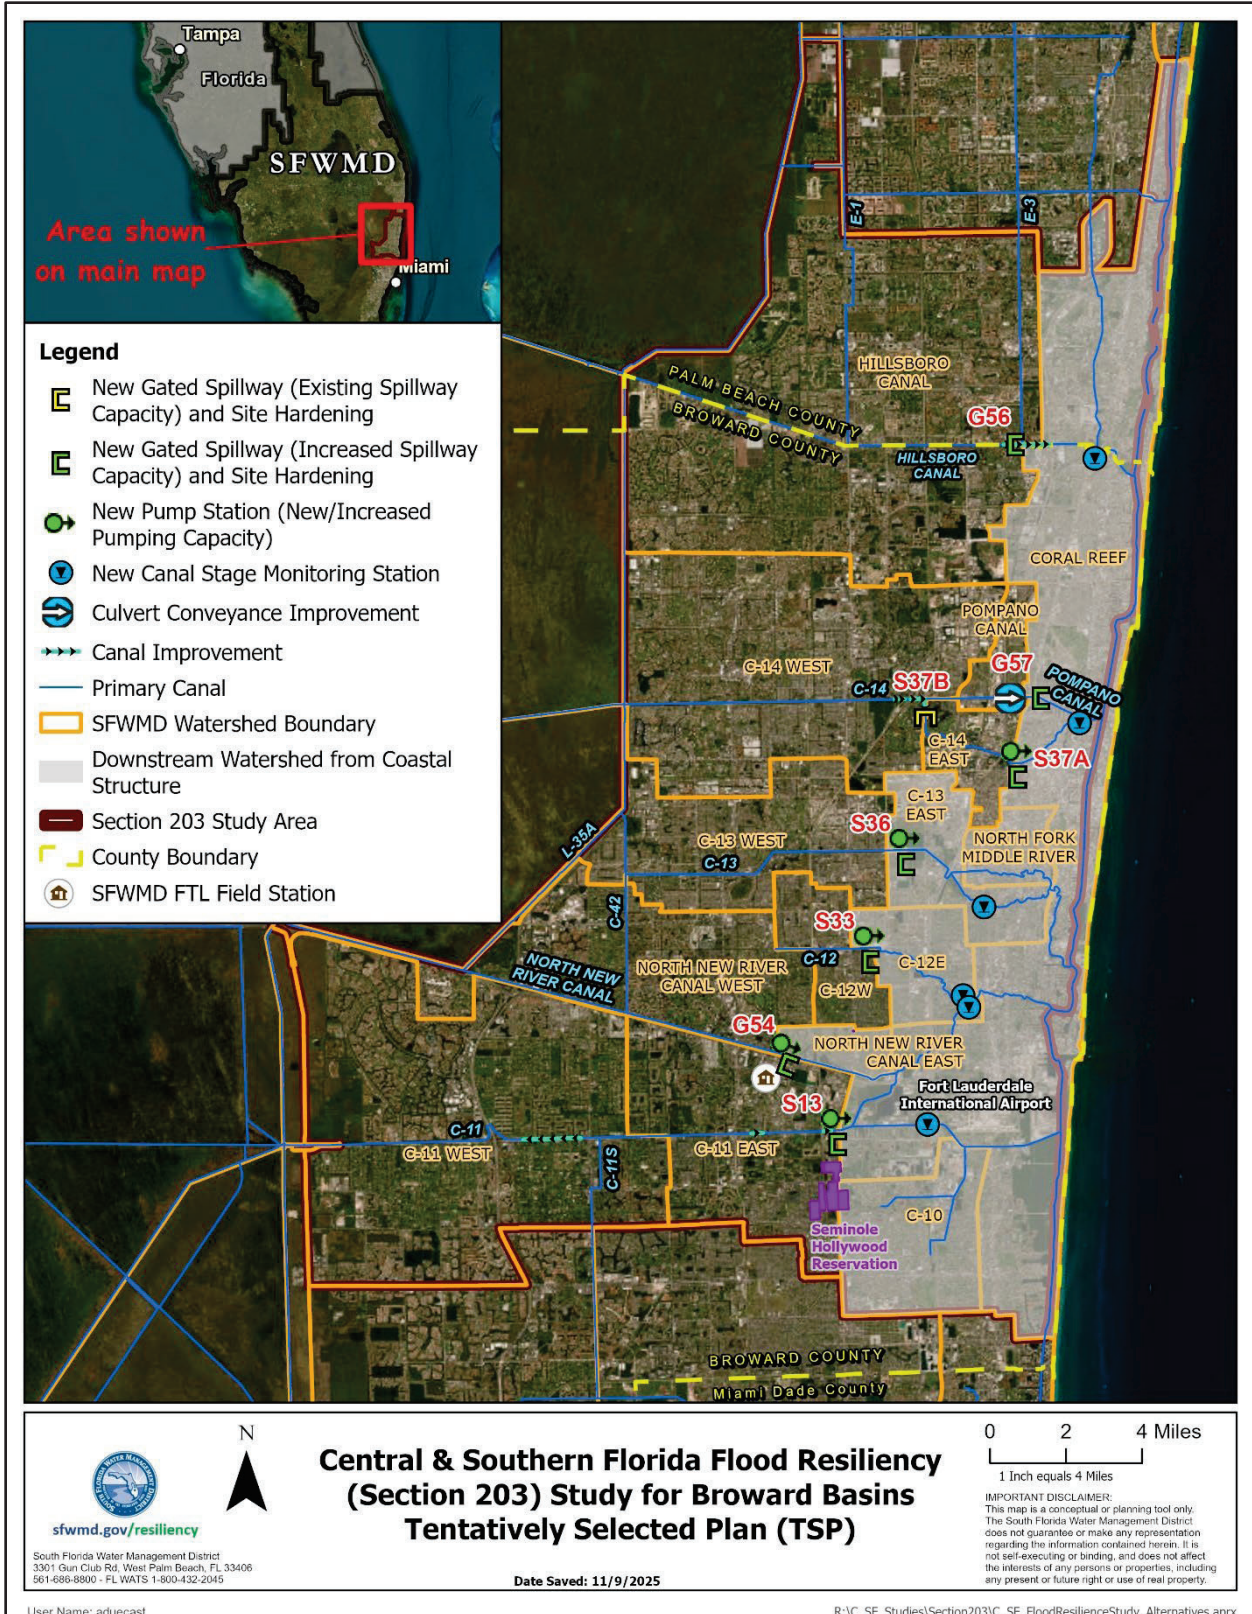 Tampa
Florida
SFWMD
Area shown
on main map
Miami
Legend
New Gated Spillway (Existing Spillway
Capacity) and Site Hardening
New Gated Spillway (Increased Spillway
Capacity) and Site Hardening
New Pump Station (New/Increased
Pumping Capacity)
New Canal Stage Monitoring Station
Culvert Conveyance Improvement
Canal Improvement
Primary Canal
SFWMD Watershed Boundary
Downstream Watershed from Coastal
Structure
Section 203 Study Area
County Boundary
SFWMD FTL Field Station
E-1
E-3
HILLSBORO
CANAL
PALM BEACH COUNTY
BROWARD COUNTY
G56
HILLSBORO
CANAL
CORAL REEF
POMPANO
CANAL
C-14 WEST
C-14
S37B
G57
POMPANO
CANAL
C-14
EAST
S37A
C-13
EAST
S36
C-13 WEST
C-13
NORTH FORK
MIDDLE RIVER
L-35A
C-42
S33
C-12
C-12E
C-12W
NORTH NEW
RIVER CANAL
NORTH NEW RIVER
CANAL WEST
G54
NORTH NEW RIVER
CANAL EAST
Fort Lauderdale
International Airport
S13
C-11
C-11 WEST
C-11S
C-11 EAST
C-10
Seminole
Hollywood
Reservation
BROWARD COUNTY
Miami Dade County
SOUTH FLORIDA WATER MANAGEMENT DISTRICT
sfwmd.gov/resiliency
South Florida Water Management District
3301 Gun Club Rd, West Palm Beach, FL 33406
561-686-8800 - FL WATS 1-800-432-2045
N
Central & Southern Florida Flood Resiliency
(Section 203) Study for Broward Basins
Tentatively Selected Plan (TSP)
Date Saved: 11/9/2025
0 2 4 Miles
1 Inch equals 4 Miles
IMPORTANT DISCLAIMER:
This map is a conceptual or planning tool only.
The South Florida Water Management District
does not guarantee or make any representation
regarding the information contained herein. It is
not self-executing or binding, and does not affect
the interests of any persons or properties, including
any present or future right or use of real property.
User Name: aduecast
R:\C_SE_Studies\Section203\C_SE_FloodResilienceStudy_Alternatives.aprx